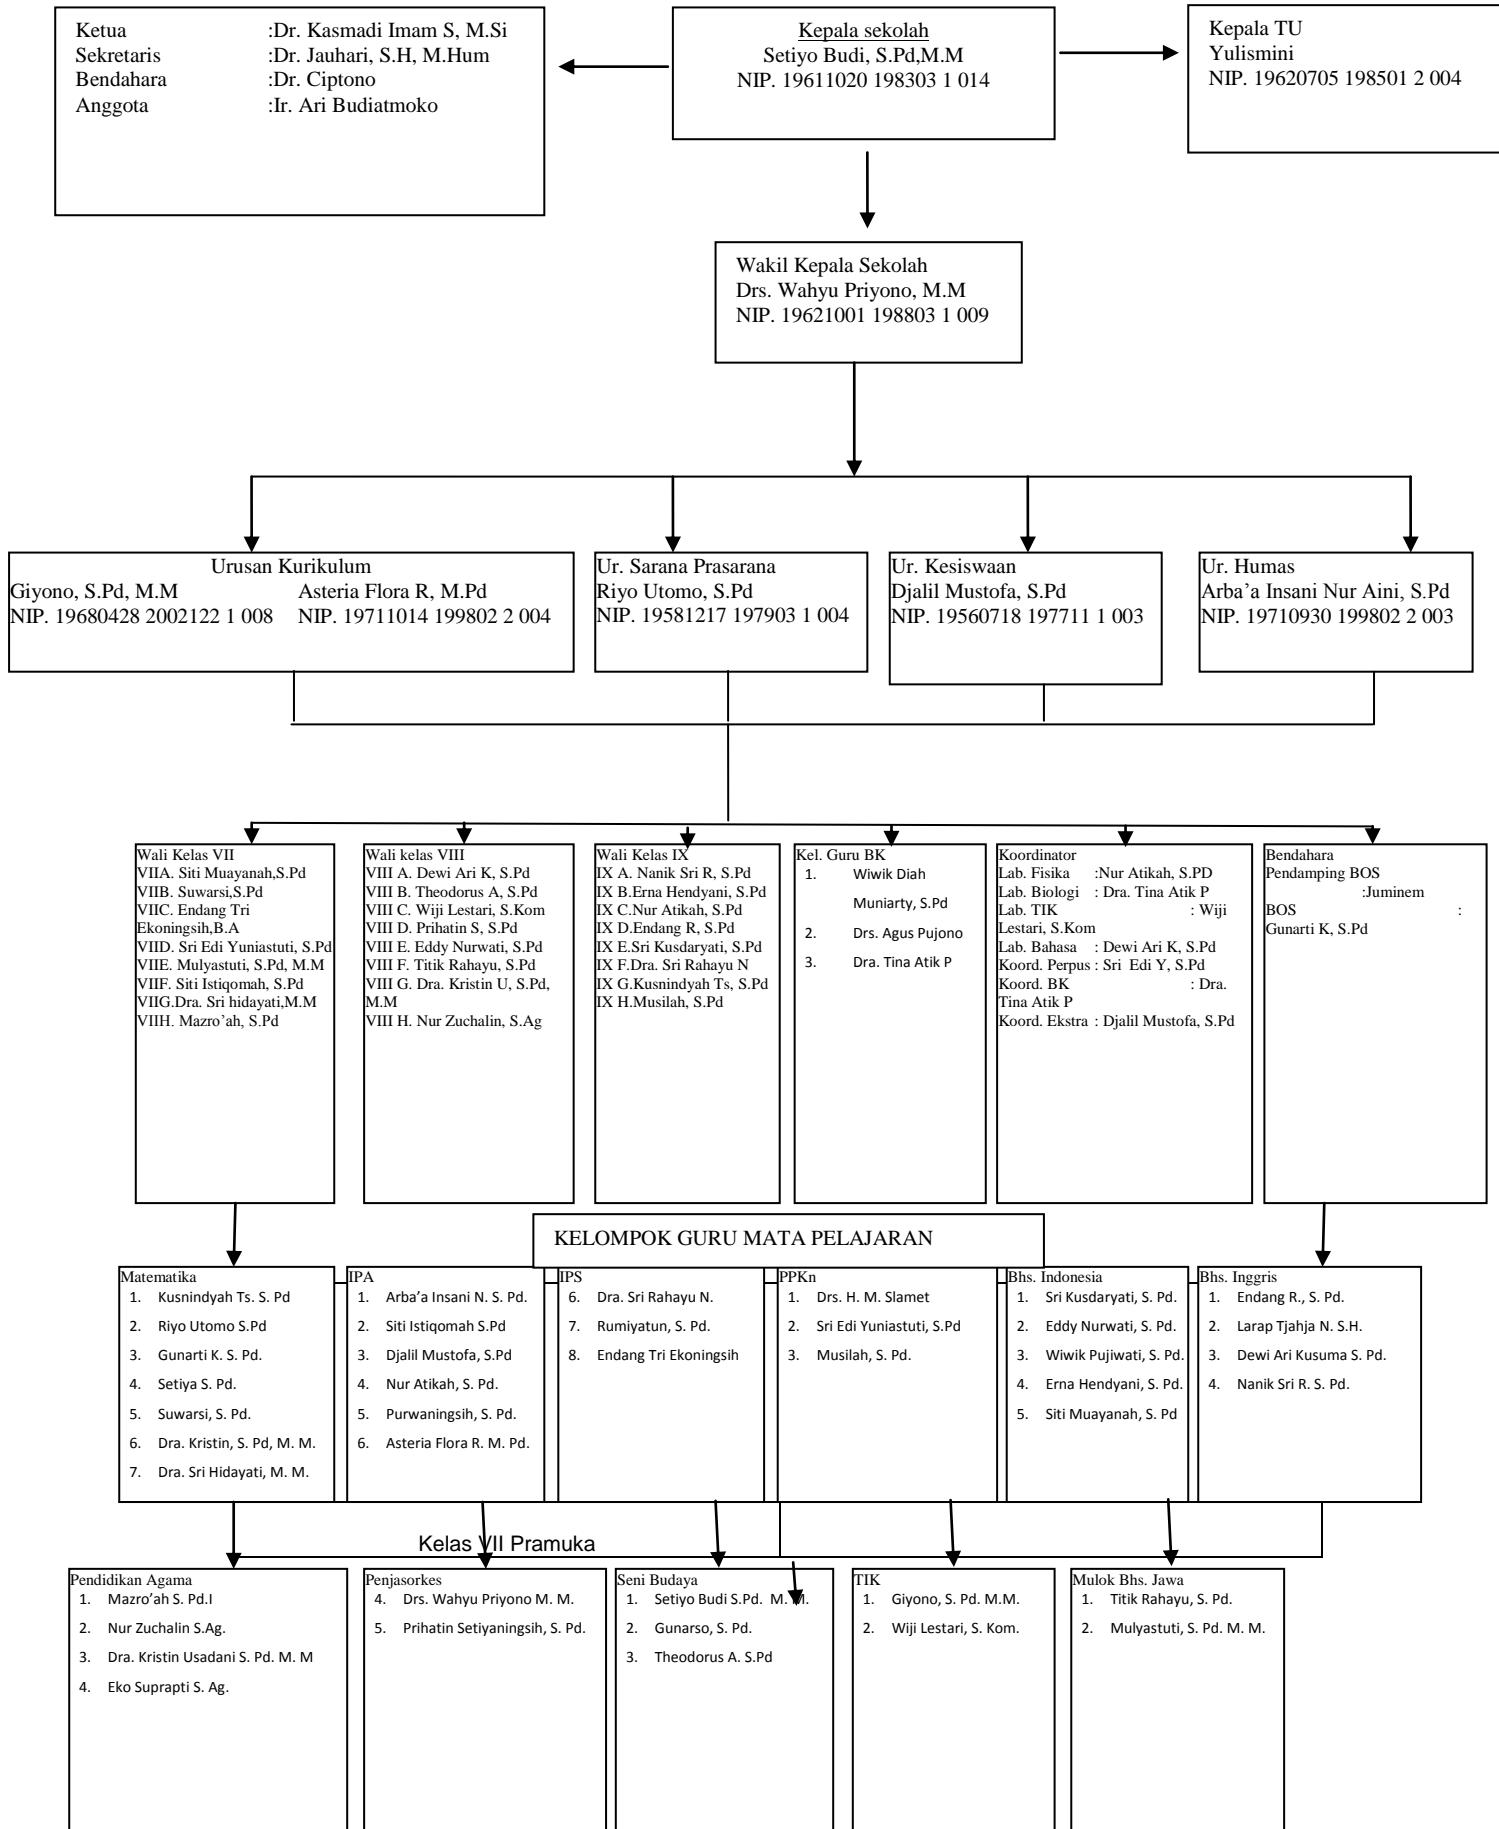 Ketua :Dr. Kasmadi Imam S, M.Si
Sekretaris :Dr. Jauhari, S.H, M.Hum
Bendahara :Dr. Ciptono
Anggota :Ir. Ari Budiatmoko
Kepala sekolah
Setiyo Budi, S.Pd,M.M
NIP. 19611020 198303 1 014
Kepala TU
Yulismini
NIP. 19620705 198501 2 004
Wakil Kepala Sekolah
Drs. Wahyu Priyono, M.M
NIP. 19621001 198803 1 009
Urusan Kurikulum
Giyono, S.Pd, M.M Asteria Flora R, M.Pd
NIP. 19680428 2002122 1 008 NIP. 19711014 199802 2 004
Ur. Sarana Prasarana
Riyo Utomo, S.Pd
NIP. 19581217 197903 1 004
Ur. Kesiswaan
Djalil Mustofa, S.Pd
NIP. 19560718 197711 1 003
Ur. Humas
Arba’a Insani Nur Aini, S.Pd
NIP. 19710930 199802 2 003
Wali Kelas VII
VIIA. Siti Muayanah,S.Pd
VIIB. Suwarsi,S.Pd
VIIC. Endang Tri
Ekoningsih,B.A
VIID. Sri Edi Yuniastuti, S.Pd
VIIE. Mulyastuti, S.Pd, M.M
VIIF. Siti Istiqomah, S.Pd
VIIG.Dra. Sri hidayati,M.M
VIIH. Mazro’ah, S.Pd
Wali kelas VIII
VIII A. Dewi Ari K, S.Pd
VIII B. Theodorus A, S.Pd
VIII C. Wiji Lestari, S.Kom
VIII D. Prihatin S, S.Pd
VIII E. Eddy Nurwati, S.Pd
VIII F. Titik Rahayu, S.Pd
VIII G. Dra. Kristin U, S.Pd,
M.M
VIII H. Nur Zuchalin, S.Ag
Wali Kelas IX
IX A. Nanik Sri R, S.Pd
IX B.Erna Hendyani, S.Pd
IX C.Nur Atikah, S.Pd
IX D.Endang R, S.Pd
IX E.Sri Kusdaryati, S.Pd
IX F.Dra. Sri Rahayu N
IX G.Kusnindyah Ts, S.Pd
IX H.Musilah, S.Pd
Kel. Guru BK
1. Wiwik Diah
Muniarty, S.Pd
2. Drs. Agus Pujono
3. Dra. Tina Atik P
Koordinator
Lab. Fisika :Nur Atikah, S.PD
Lab. Biologi : Dra. Tina Atik P
Lab. TIK : Wiji
Lestari, S.Kom
Lab. Bahasa : Dewi Ari K, S.Pd
Koord. Perpus : Sri Edi Y, S.Pd
Koord. BK : Dra.
Tina Atik P
Koord. Ekstra : Djalil Mustofa, S.Pd
Bendahara
Pendamping BOS
:Juminem
BOS :
Gunarti K, S.Pd
KELOMPOK GURU MATA PELAJARAN
Matematika
1. Kusnindyah Ts. S. Pd
2. Riyo Utomo S.Pd
3. Gunarti K. S. Pd.
4. Setiya S. Pd.
5. Suwarsi, S. Pd.
6. Dra. Kristin, S. Pd, M. M.
7. Dra. Sri Hidayati, M. M.
IPA
1. Arba’a Insani N. S. Pd.
2. Siti Istiqomah S.Pd
3. Djalil Mustofa, S.Pd
4. Nur Atikah, S. Pd.
5. Purwaningsih, S. Pd.
6. Asteria Flora R. M. Pd.
IPS
6. Dra. Sri Rahayu N.
7. Rumiyatun, S. Pd.
8. Endang Tri Ekoningsih
PPKn
1. Drs. H. M. Slamet
2. Sri Edi Yuniastuti, S.Pd
3. Musilah, S. Pd.
Bhs. Indonesia
1. Sri Kusdaryati, S. Pd.
2. Eddy Nurwati, S. Pd.
3. Wiwik Pujiwati, S. Pd.
4. Erna Hendyani, S. Pd.
5. Siti Muayanah, S. Pd
Bhs. Inggris
1. Endang R., S. Pd.
2. Larap Tjahja N. S.H.
3. Dewi Ari Kusuma S. Pd.
4. Nanik Sri R. S. Pd.
Kelas VII Pramuka
Pendidikan Agama
1. Mazro’ah S. Pd.I
2. Nur Zuchalin S.Ag.
3. Dra. Kristin Usadani S. Pd. M. M
4. Eko Suprapti S. Ag.
Penjasorkes
4. Drs. Wahyu Priyono M. M.
5. Prihatin Setiyaningsih, S. Pd.
Seni Budaya
1. Setiyo Budi S.Pd. M. M.
2. Gunarso, S. Pd.
3. Theodorus A. S.Pd
TIK
1. Giyono, S. Pd. M.M.
2. Wiji Lestari, S. Kom.
Mulok Bhs. Jawa
1. Titik Rahayu, S. Pd.
2. Mulyastuti, S. Pd. M. M.